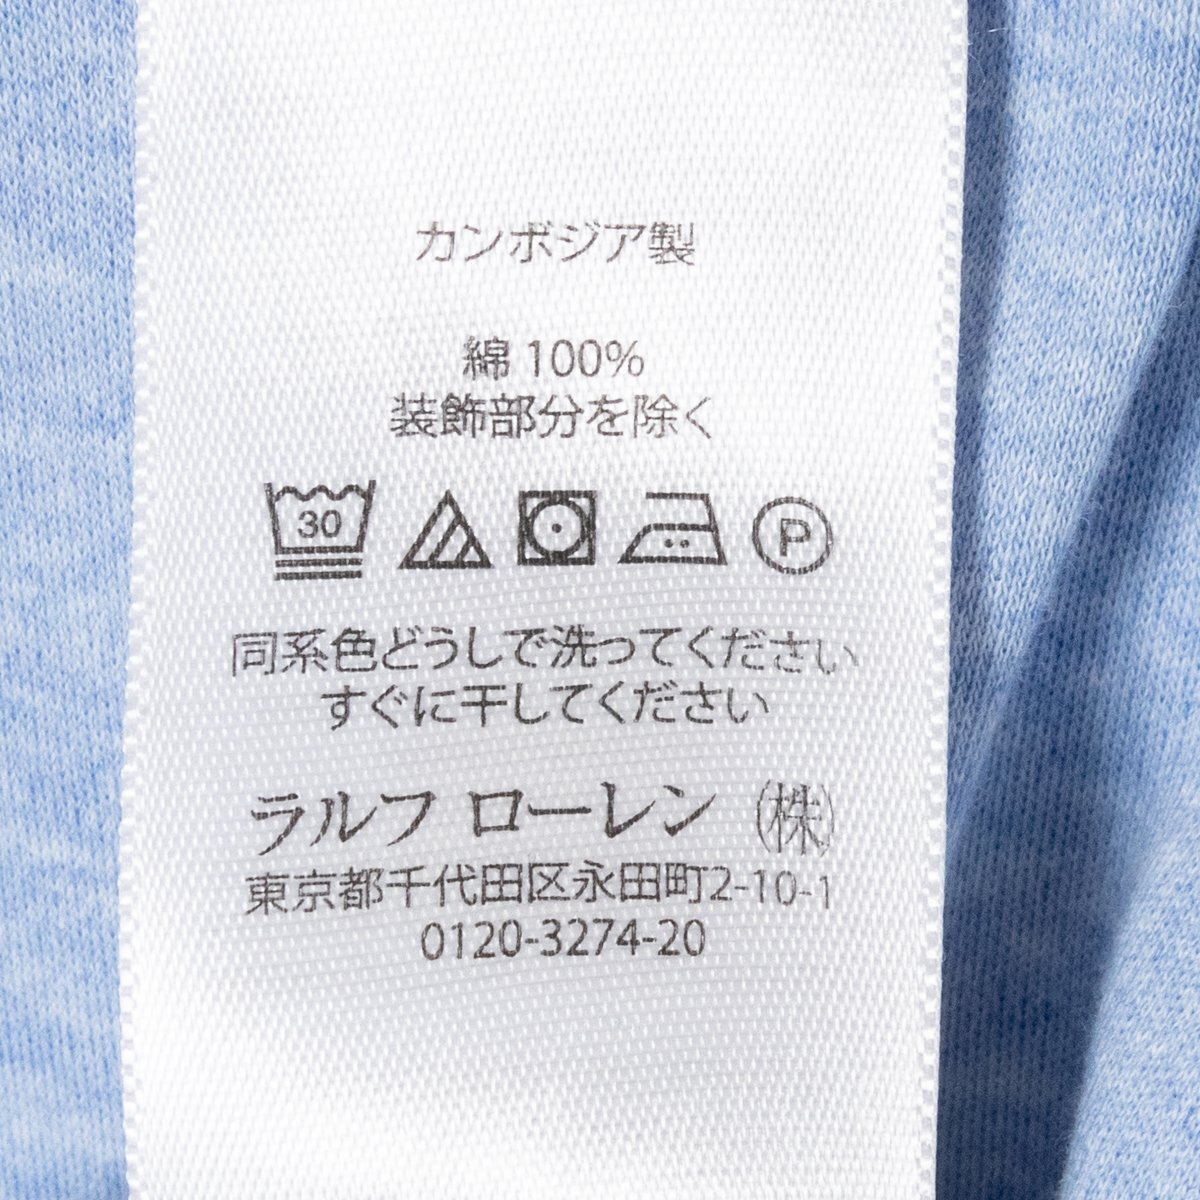 カンボジア製
綿 100%
装飾部分を除く
30 P
同系色どうしで洗ってください
すぐに干してください
ラルフ ローレン ㈱
東京都千代田区永田町2-10-1
0120-3274-20